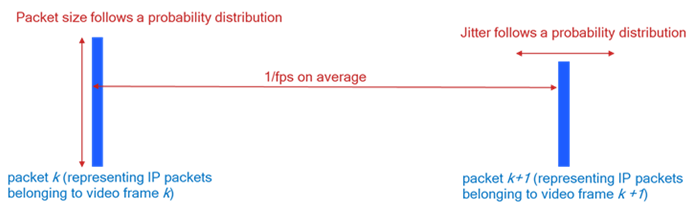 Packet size follows a probability distribution
Jitter follows a probability distribution
1/fps on average
packet k (representing IP packets
belonging to video frame k)
packet k+1 (representing IP packets
belonging to video frame k +1)